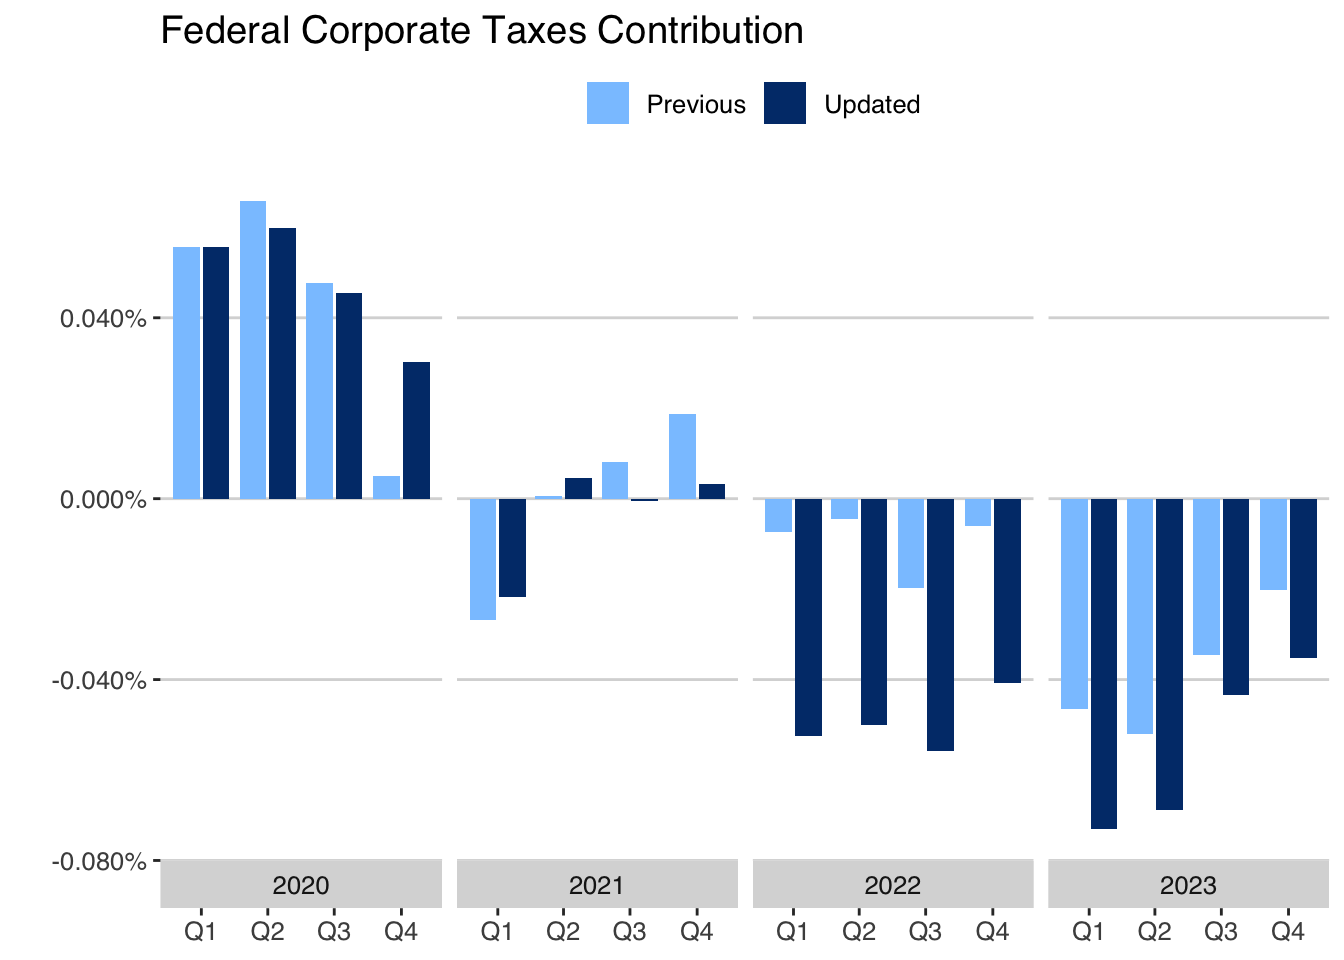 Federal Corporate Taxes Contribution
Previous Updated
0.040%
0.000%
-0.040%
-0.080%
2020 2021 2022 2023
Q1 Q2 Q3 Q4 Q1 Q2 Q3 Q4 Q1 Q2 Q3 Q4 Q1 Q2 Q3 Q4